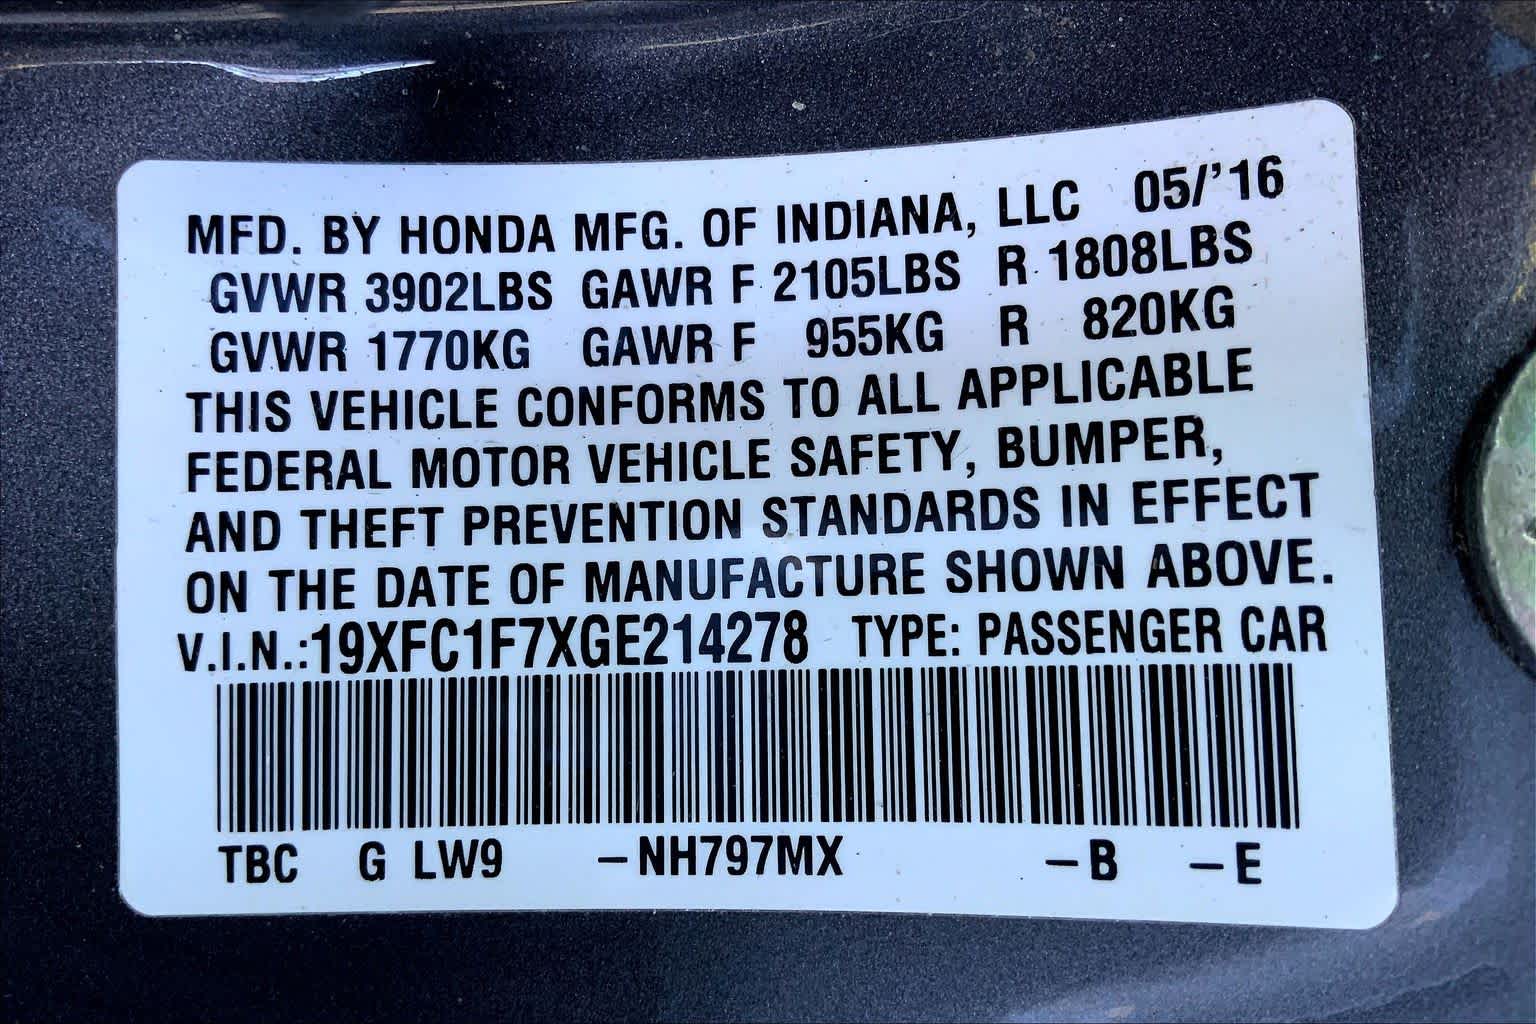 MFD. BY HONDA MFG. OF INDIANA, LLC 05/'16
GVWR 3902LBS GAWR F 2105LBS R 1808LBS
GVWR 1770KG GAWR F 955KG R 820KG
THIS VEHICLE CONFORMS TO ALL APPLICABLE
FEDERAL MOTOR VEHICLE SAFETY, BUMPER,
AND THEFT PREVENTION STANDARDS IN EFFECT
ON THE DATE OF MANUFACTURE SHOWN ABOVE.
V.I.N.:19XFC1F7XGE214278 TYPE: PASSENGER CAR
TBC G LW9 –NH797MX –B –E